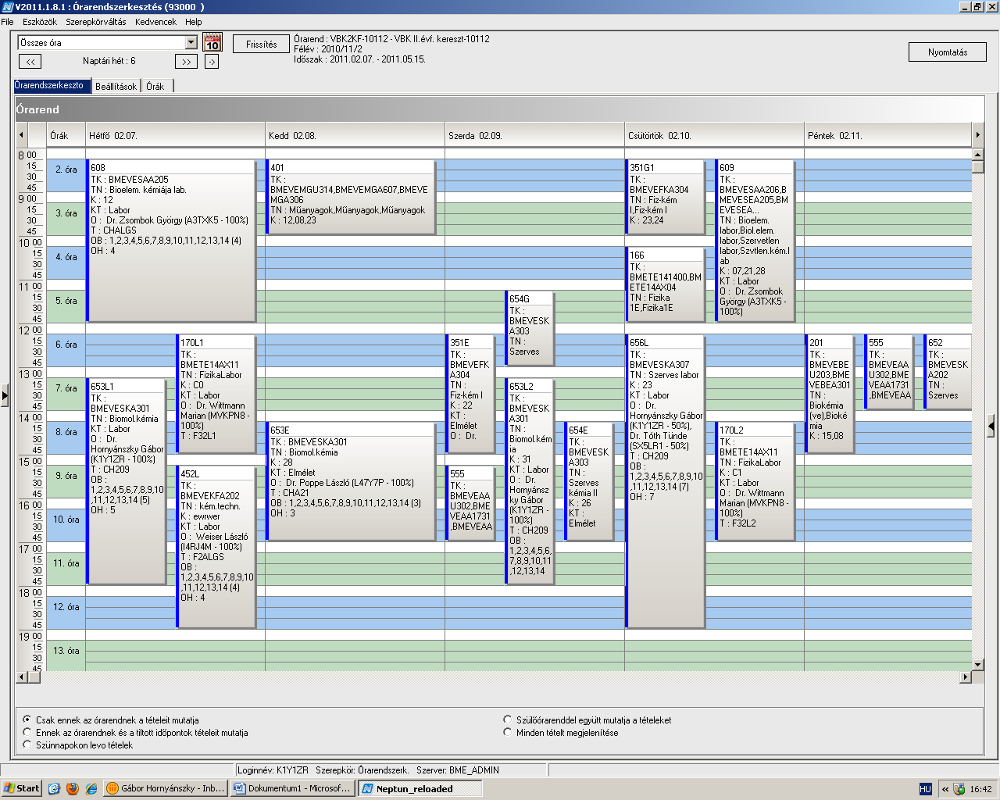 V2011.1.8.1 : Órarendszerkesztés (93000  )
File Eszközök Szerepkörváltás Kedvencek Help
Összes óra
10
Frissítés
Órarend : VBK2KF-10112 - VBK II.évf. kereszt-10112
Félév : 2010/11/2
Időszak : 2011.02.07. - 2011.05.15.
Nyomtatás
<< Naptári hét : 6 >> ->
Órarendszerkeszto Beállítások Órák
Órarend
Órák Hétfő 02.07. Kedd 02.08. Szerda 02.09. Csütörtök 02.10. Péntek 02.11.
8 00
15
30
45
9 00
15
30
45
10 00
15
30
45
11 00
15
30
45
12 00
15
30
45
13 00
15
30
45
14 00
15
30
45
15 00
15
30
45
16 00
15
30
45
17 00
15
30
45
18 00
15
30
45
19 00
15
30
45
2. óra
3. óra
4. óra
5. óra
6. óra
7. óra
8. óra
9. óra
10. óra
11. óra
12. óra
13. óra
608
TK : BMEVESAA205
TN : Bioelem. kémiája lab.
K : 12
KT : Labor
O : Dr. Zsombok György (A3TXK5 - 100%)
T : CHALGS
OB : 1,2,3,4,5,6,7,8,9,10,11,12,13,14 (4)
OH : 4
170L1
TK :
BMETE14AX11
TN : FizikaLabor
K : C0
KT : Labor
O : Dr. Wittmann
Marian (MVKPN8 -
100%)
T : F32L1
653L1
TK :
BMEVESKA301
TN : Biomol.kémia
KT : Labor
O : Dr.
Hornyánszky Gábor
(K1Y1ZR - 100%)
T : CH209
OB :
1,2,3,4,5,6,7,8,9,10
,11,12,13,14 (5)
OH : 5
452L
TK :
BMEVEKFA202
TN : kém.techn.
K : ewrwer
KT : Labor
O : Weiser László
(I4RJ4M - 100%)
T : F2ALGS
OB :
1,2,3,4,5,6,7,8,9,10
,11,12,13,14 (4)
OH : 4
401
TK :
BMEVEMGU314,BMEVEMGA607,BMEVE
MGA306
TN : Műanyagok,Műanyagok,Műanyagok
K : 12,08,23
653E
TK : BMEVESKA301
TN : Biomol.kémia
K : 28
KT : Elmélet
O : Dr. Poppe László (L47Y7P - 100%)
T : CHA21
OB : 1,2,3,4,5,6,7,8,9,10,11,12,13,14 (3)
OH : 3
654G
TK :
BMEVESK
A303
TN :
Szerves
351E
TK :
BMEVEFK
A304
TN :
Fiz-kém I
K : 22
KT :
Elmélet
O : Dr.
653L2
TK :
BMEVESK
A301
TN :
Biomol.ké
mia
K : 31
KT : Labor
O : Dr.
Hornyáns
zky Gábor
(K1Y1ZR -
100%)
T : CH209
OB :
1,2,3,4,5,6,
7,8,9,10,11
,12,13,14
654E
TK :
BMEVESK
A303
TN :
Szerves
kémia II
K : 26
KT :
Elmélet
555
TK :
BMEVEAA
U302,BME
VEAA1731
,BMEVEAA
351G1
TK :
BMEVEFKA304
TN : Fiz-kém
I,Fiz-kém I
K : 23,24
609
TK :
BMEVESAA206,B
MEVESEA205,BM
EVESEA...
TN : Bioelem.
labor,Biol.elem.
labor,Szervetlen
labor,Szvtlen.kém.l
ab
K : 07,21,28
KT : Labor
O : Dr. Zsombok
György (A3TXK5 -
100%)
166
TK :
BMETE141400,BM
ETE14AX04
TN : Fizika
1E,Fizika1E
656L
TK :
BMEVESKA307
TN : Szerves labor
K : 23
KT : Labor
O : Dr.
Hornyánszky Gábor
(K1Y1ZR - 50%),
Dr. Tóth Tünde
(SX5LR1 - 50%)
T : CH209
OB :
1,2,3,4,5,6,7,8,9,10
,11,12,13,14 (7)
OH : 7
170L2
TK :
BMETE14AX11
TN : FizikaLabor
K : C1
KT : Labor
O : Dr. Wittmann
Marian (MVKPN8 -
100%)
T : F32L2
201
TK :
BMEVEBE
U203,BME
VEBEA301
TN :
Biokémia
(ve),Bioké
mia
K : 15,08
555
TK :
BMEVEAA
U302,BME
VEAA1731
,BMEVEAA
652
TK :
BMEVESK
A202
TN :
Szerves
Csak ennek az órarendnek a tételeit mutatja
Ennek az órarendnek és a tiltott időpontok tételeit mutatja
Szünnapokon levo tételek
Szülőórarenddel együtt mutatja a tételeket
Minden tételt megjelenítése
Loginnév: K1Y1ZR Szerepkör: Órarendszerk. Szerver: BME_ADMIN
Start Gábor Hornyánszky - Inb... Dokumentum1 - Microsof... Neptun_reloaded HU « 16:42